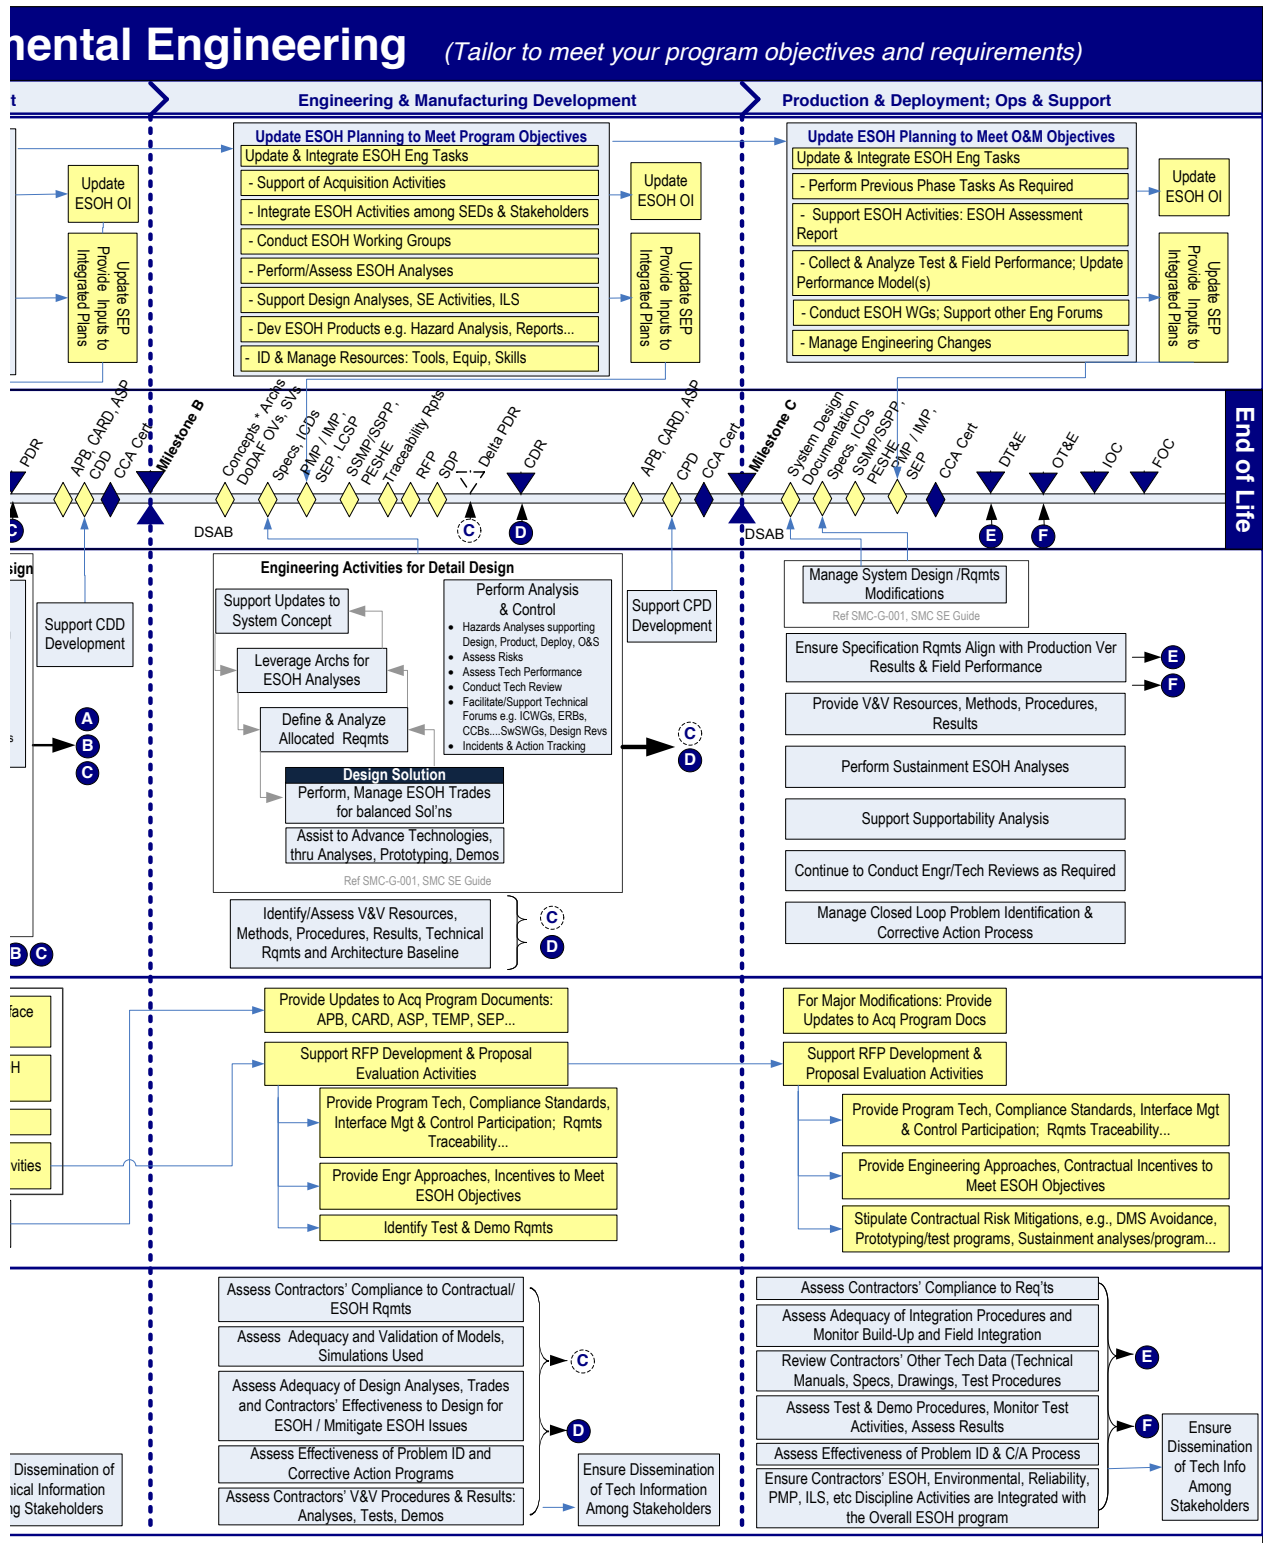 mental Engineering (Tailor to meet your program objectives and requirements)
t
Engineering & Manufacturing Development
Production & Deployment; Ops & Support
Update
ESOH OI
Update SEP
Provide Inputs to
Integrated Plans
Update ESOH Planning to Meet Program Objectives
Update & Integrate ESOH Eng Tasks
- Support of Acquisition Activities
- Integrate ESOH Activities among SEDs & Stakeholders
- Conduct ESOH Working Groups
- Perform/Assess ESOH Analyses
- Support Design Analyses, SE Activities, ILS
- Dev ESOH Products e.g. Hazard Analysis, Reports...
- ID & Manage Resources: Tools, Equip, Skills
Update
ESOH OI
Update SEP
Provide Inputs to
Integrated Plans
Update ESOH Planning to Meet O&M Objectives
Update & Integrate ESOH Eng Tasks
- Perform Previous Phase Tasks As Required
- Support ESOH Activities: ESOH Assessment
Report
- Collect & Analyze Test & Field Performance; Update
Performance Model(s)
- Conduct ESOH WGs; Support other Eng Forums
- Manage Engineering Changes
Update
ESOH OI
Update SEP
Provide Inputs to
Integrated Plans
PDR
APB, CARD, ASP
CDD
CCA Cert
Milestone B
Concepts * Archs
DoDAF OVs, SVs
Specs, ICDs
PMP / IMP,
SEP, LCSP
SSMP/SSPP,
PESHE
Traceability Rpts
RFP
SDP
Delta PDR
CDR
APB, CARD, ASP
CPD
CCA Cert
Milestone C
System Design
Documentation
Specs, ICDs
SSMP/SSPP,
PESHE
PMP / IMP,
SEP
CCA Cert
DT&E
OT&E
IOC
FOC
End of Life
C
DSAB
C
D
DSAB
E
F
sign
Support CDD
Development
s
A
B
C
B C
Engineering Activities for Detail Design
Support Updates to
System Concept
Leverage Archs for
ESOH Analyses
Define & Analyze
Allocated Reqmts
Design Solution
Perform, Manage ESOH Trades
for balanced Sol'ns
Assist to Advance Technologies,
thru Analyses, Prototyping, Demos
Ref SMC-G-001, SMC SE Guide
Perform Analysis
& Control
• Hazards Analyses supporting
Design, Product, Deploy, O&S
• Assess Risks
• Assess Tech Performance
• Conduct Tech Review
• Facilitate/Support Technical
Forums e.g. ICWGs, ERBs,
CCBs....SwSWGs, Design Revs
• Incidents & Action Tracking
C
D
Identify/Assess V&V Resources,
Methods, Procedures, Results, Technical
Rqmts and Architecture Baseline
C
D
Support CPD
Development
Manage System Design /Rqmts
Modifications
Ref SMC-G-001, SMC SE Guide
Ensure Specification Rqmts Align with Production Ver
Results & Field Performance
E
F
Provide V&V Resources, Methods, Procedures,
Results
Perform Sustainment ESOH Analyses
Support Supportability Analysis
Continue to Conduct Engr/Tech Reviews as Required
Manage Closed Loop Problem Identification &
Corrective Action Process
face
H
vities
Provide Updates to Acq Program Documents:
APB, CARD, ASP, TEMP, SEP...
Support RFP Development & Proposal
Evaluation Activities
Provide Program Tech, Compliance Standards,
Interface Mgt & Control Participation; Rqmts
Traceability...
Provide Engr Approaches, Incentives to Meet
ESOH Objectives
Identify Test & Demo Rqmts
For Major Modifications: Provide
Updates to Acq Program Docs
Support RFP Development &
Proposal Evaluation Activities
Provide Program Tech, Compliance Standards, Interface Mgt
& Control Participation; Rqmts Traceability...
Provide Engineering Approaches, Contractual Incentives to
Meet ESOH Objectives
Stipulate Contractual Risk Mitigations, e.g., DMS Avoidance,
Prototyping/test programs, Sustainment analyses/program...
Dissemination of
nical Information
ng Stakeholders
Assess Contractors' Compliance to Contractual/
ESOH Rqmts
Assess Adequacy and Validation of Models,
Simulations Used
Assess Adequacy of Design Analyses, Trades
and Contractors' Effectiveness to Design for
ESOH / Mmitigate ESOH Issues
Assess Effectiveness of Problem ID and
Corrective Action Programs
Assess Contractors' V&V Procedures & Results:
Analyses, Tests, Demos
C
D
Ensure Dissemination
of Tech Information
Among Stakeholders
Assess Contractors' Compliance to Req'ts
Assess Adequacy of Integration Procedures and
Monitor Build-Up and Field Integration
Review Contractors' Other Tech Data (Technical
Manuals, Specs, Drawings, Test Procedures
Assess Test & Demo Procedures, Monitor Test
Activities, Assess Results
Assess Effectiveness of Problem ID & C/A Process
Ensure Contractors' ESOH, Environmental, Reliability,
PMP, ILS, etc Discipline Activities are Integrated with
the Overall ESOH program
E
F
Ensure
Dissemination
of Tech Info
Among
Stakeholders